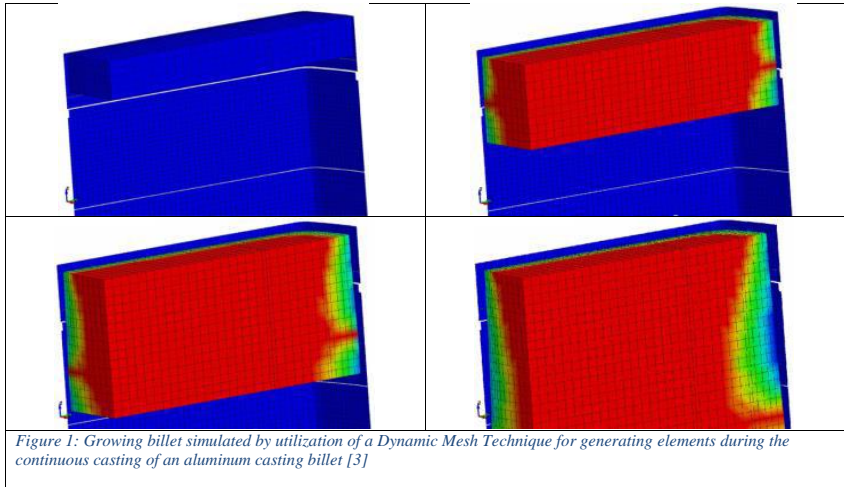 Figure 1: Growing billet simulated by utilization of a Dynamic Mesh Technique for generating elements during the
continuous casting of an aluminum casting billet [3]